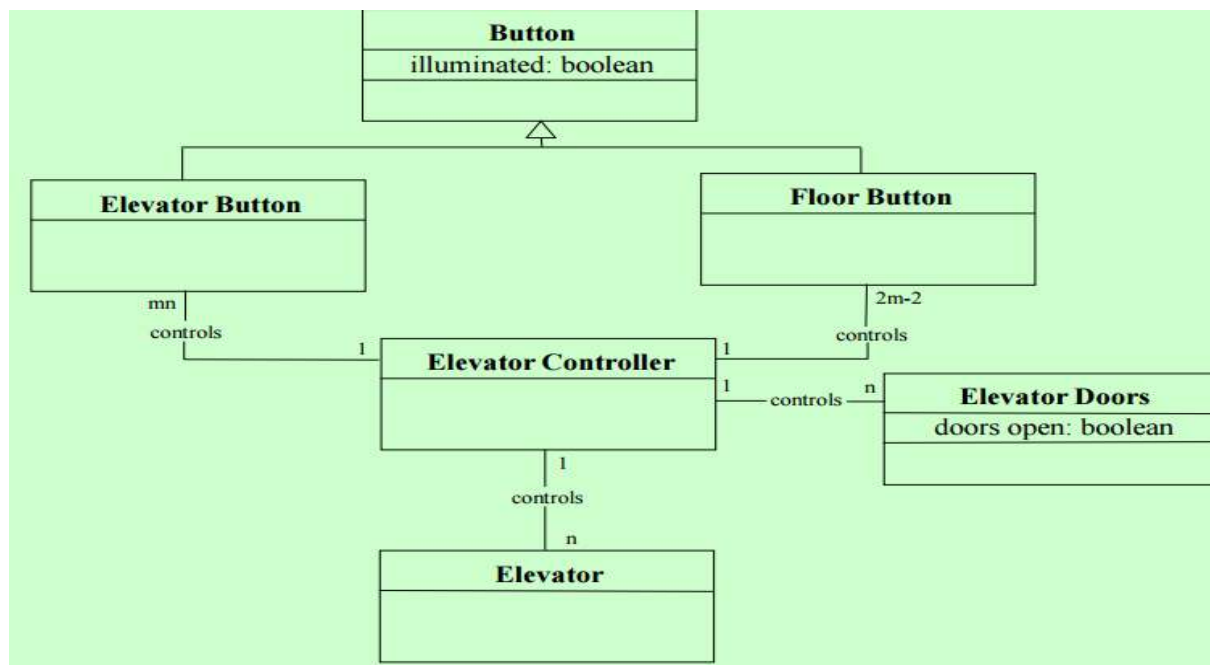 Button
illuminated: boolean
Elevator Button
Floor Button
mn
controls
1
2m-2
controls
1
Elevator Controller
1
controls
n
Elevator Doors
doors open: boolean
1
controls
n
Elevator